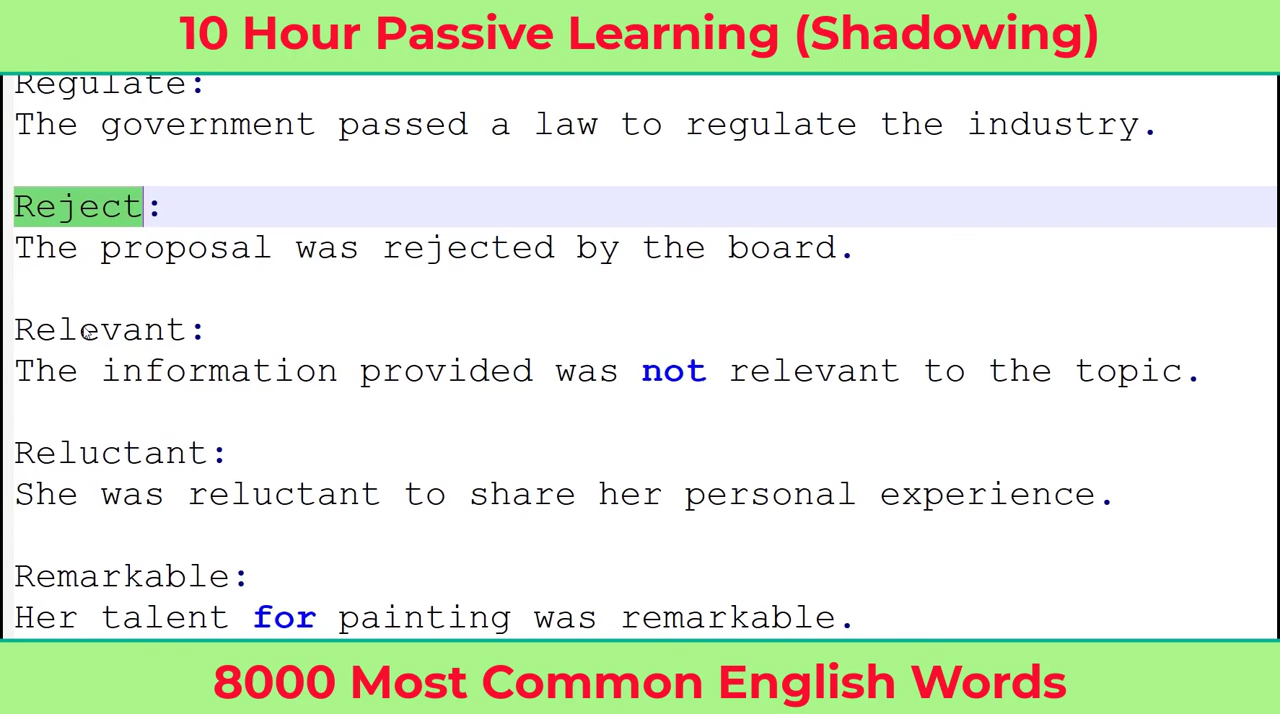 10 Hour Passive Learning (Shadowing)
Regulate:
The government passed a law to regulate the industry.
Reject:
The proposal was rejected by the board.
Relevant:
The information provided was not relevant to the topic.
Reluctant:
She was reluctant to share her personal experience.
Remarkable:
Her talent for painting was remarkable.
8000 Most Common English Words